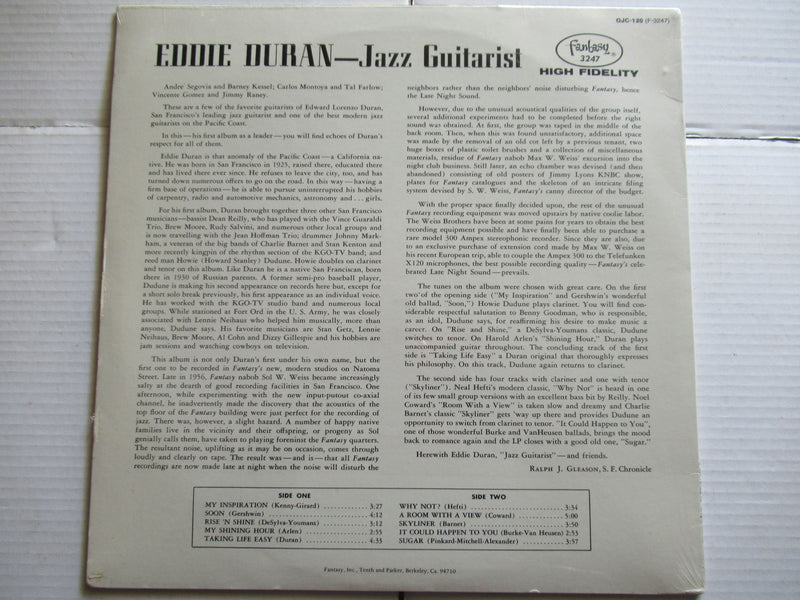 OJC-120 (F-3247)
EDDIE DURAN—Jazz Guitarist
Fantasy
3247
HIGH FIDELITY
Andre Segovia and Barney Kessel; Carlos Montoya and Tal Farlow;
Vincente Gomez and Jimmy Raney.
These are a few of the favorite guitarists of Edward Lorenzo Duran,
San Francisco's leading jazz guitarist and one of the best modern jazz
guitarists on the Pacific Coast.
In this—his first album as a leader—you will find echoes of Duran's
respect for all of them.
Eddie Duran is that anomaly of the Pacific Coast—a California na-
tive. He was born in San Francisco in 1925, raised there, educated there
and has lived there ever since. He refuses to leave the city, too, and has
turned down numerous offers to go on the road. In this way—having a
firm base of operations—he is able to pursue uninterrupted his hobbies
of carpentry, radio and automotive mechanics, astronomy and . . . girls.
For his first album, Duran brought together three other San Francisco
musicians—bassist Dean Reilly, who has played with the Vince Guaraldi
Trio, Brew Moore, Rudy Salvini, and numerous other local groups and
is now travelling with the Jean Hoffman Trio; drummer Johnny Mark-
ham, a veteran of the big bands of Charlie Barnet and Stan Kenton and
more recently kingpin of the rhythm section of the KGO-TV band; and
reed man Howie (Howard Stanley) Dudune. Howie doubles on clarinet
and tenor on this album. Like Duran he is a native San Franciscan, born
there in 1930 of Russian parents. A former semi-pro baseball player,
Dudune is making his second appearance on records here but, except for
a short solo break previously, his first appearance as an individual voice.
He has worked with the KGO-TV studio band and numerous local
groups. While stationed at Fort Ord in the U. S. Army, he was closely
associated with Lennie Neihaus who helped him musically, more than
anyone, Dudune says. His favorite musicians are Stan Getz, Lennie
Neihaus, Brew Moore, Al Cohn and Dizzy Gillespie and his hobbies are
jam sessions and watching cowboys on television.
This album is not only Duran's first under his own name, but the
first one to be recorded in Fantasy's new, modern studios on Natoma
Street. Late in 1956, Fantasy nabob Sol W. Weiss became increasingly
salty at the dearth of good recording facilities in San Francisco. One
afternoon, while experimenting with the new input-putout co-axial
channel, he inadvertently made the discovery that the acoustics of the
top floor of the Fantasy building were just perfect for the recording of
jazz. There was, however, a slight hazard. A number of happy native
families live in the vicinity and their offspring, or progeny as Sol
genially calls them, have taken to playing foreninst the Fantasy quarters.
The resultant noise, uplifting as it may be on occasion, comes through
loudly and clearly on tape. The result was—and is—that all Fantasy
recordings are now made late at night when the noise will disturb the
neighbors rather than the neighbors' noise disturbing Fantasy, hence
the Late Night Sound.
However, due to the unusual acoustical qualities of the group itself,
several additional experiments had to be completed before the right
sound was obtained. At first, the group was taped in the middle of the
back room. Then, when this was found unsatisfactory, additional space
was made by the removal of an old cot left by a previous tenant, two
huge boxes of plastic toilet brushes and a collection of miscellaneous
materials, residue of Fantasy nabob Max W. Weiss' excursion into the
night club business. Still later, an echo chamber was devised (and then
abandoned) consisting of old posters of Jimmy Lyons KNBC show,
plates for Fantasy catalogues and the skeleton of an intricate filing
system devised by S. W. Weiss, Fantasy's canny director of the budget.
With the proper space finally decided upon, the rest of the unusual
Fantasy recording equipment was moved upstairs by native coolie labor.
The Weiss Brothers have been at some pains for years to obtain the best
recording equipment possible and have finally been able to purchase a
rare model 300 Ampex stereophonic recorder. Since they are also, due
to an exclusive purchase of extension cord made by Max W. Weiss on
his recent European trip, able to couple the Ampex 300 to the Telefunken
X120 microphones, the best possible recording quality—Fantasy's cele-
brated Late Night Sound—prevails.
The tunes on the album were chosen with great care. On the first
two of the opening side ("My Inspiration" and Gershwin's wonderful
old ballad, "Soon,") Howie Dudune plays clarinet. You will find con-
siderable respectful salutation to Benny Goodman, who is responsible,
as an idol, Dudune says, for reaffirming his desire to make music a
career. On "Rise and Shine," a DeSylva-Youmans classic, Dudune
switches to tenor. On Harold Arlen's "Shining Hour," Duran plays
unaccompanied guitar throughout. The concluding track of the first
side is "Taking Life Easy" a Duran original that thoroughly expresses
his philosophy. On this track, Dudune again returns to clarinet.
The second side has four tracks with clarinet and one with tenor
("Skyliner"). Neal Hefti's modern classic, "Why Not" is heard in one
of its few small group versions with an excellent bass bit by Reilly. Noel
Coward's "Room With a View" is taken slow and dreamy and Charlie
Barnet's classic "Skyliner" gets 'way up there and provides Dudune an
opportunity to switch from clarinet to tenor. "It Could Happen to You",
one of those wonderful Burke and VanHeusen ballads, brings the mood
back to romance again and the LP closes with a good old one, "Sugar."
Herewith Eddie Duran, "Jazz Guitarist"—and friends.
RALPH J. GLEASON, S. F. Chronicle
SIDE ONE
MY INSPIRATION (Kenny-Girard) . . . . . . . . . . 3:27
SOON (Gershwin) . . . . . . . . . . 4:12
RISE 'N SHINE (DeSylva-Youmans) . . . . . . . . . . 3:12
MY SHINING HOUR (Arlen) . . . . . . . . . . 2:55
TAKING LIFE EASY (Duran) . . . . . . . . . . 4:33
SIDE TWO
WHY NOT? (Hefti) . . . . . . . . . . 3:34
A ROOM WITH A VIEW (Coward) . . . . . . . . . . 5:00
SKYLINER (Barnet) . . . . . . . . . . 3:50
IT COULD HAPPEN TO YOU (Burke-Van Heusen) 2:53
SUGAR (Pinkard-Mitchell-Alexander) . . . . . . . . . . 3:57
Fantasy, Inc., Tenth and Parker, Berkeley, Ca. 94710